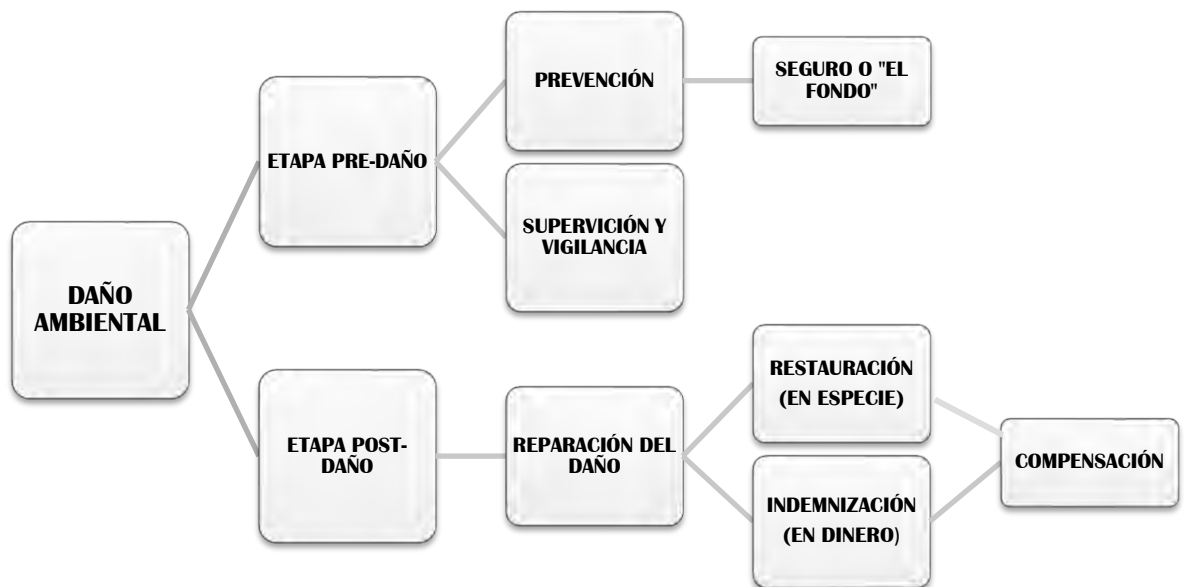 DAÑO
AMBIENTAL
ETAPA PRE-DAÑO
PREVENCIÓN
SEGURO O "EL
FONDO"
SUPERVICIÓN Y
VIGILANCIA
ETAPA POST-
DAÑO
REPARACIÓN DEL
DAÑO
RESTAURACIÓN
(EN ESPECIE)
INDEMNIZACIÓN
(EN DINERO)
COMPENSACIÓN